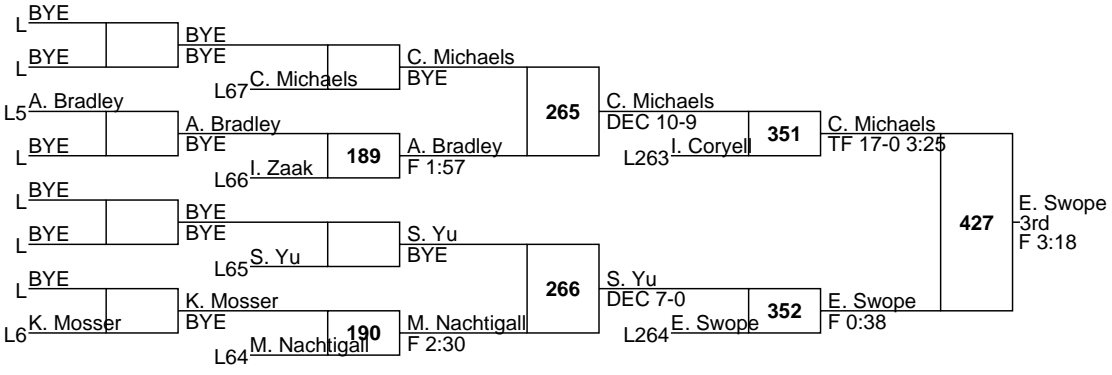 L BYE
BYE
BYE
L BYE
C. Michaels
BYE
L67 C. Michaels
L5 A. Bradley
265
C. Michaels
DEC 10-9
A. Bradley
BYE
351
C. Michaels
TF 17-0 3:25
L BYE
189
A. Bradley
F 1:57
L263 I. Coryell
L66 I. Zaak
L BYE
E. Swope
3rd
F 3:18
427
BYE
BYE
L BYE
S. Yu
BYE
L65 S. Yu
L BYE
266
S. Yu
DEC 7-0
K. Mosser
BYE
352
E. Swope
F 0:38
L6 K. Mosser
190
M. Nachtigall
F 2:30
L264 E. Swope
L64 M. Nachtigall